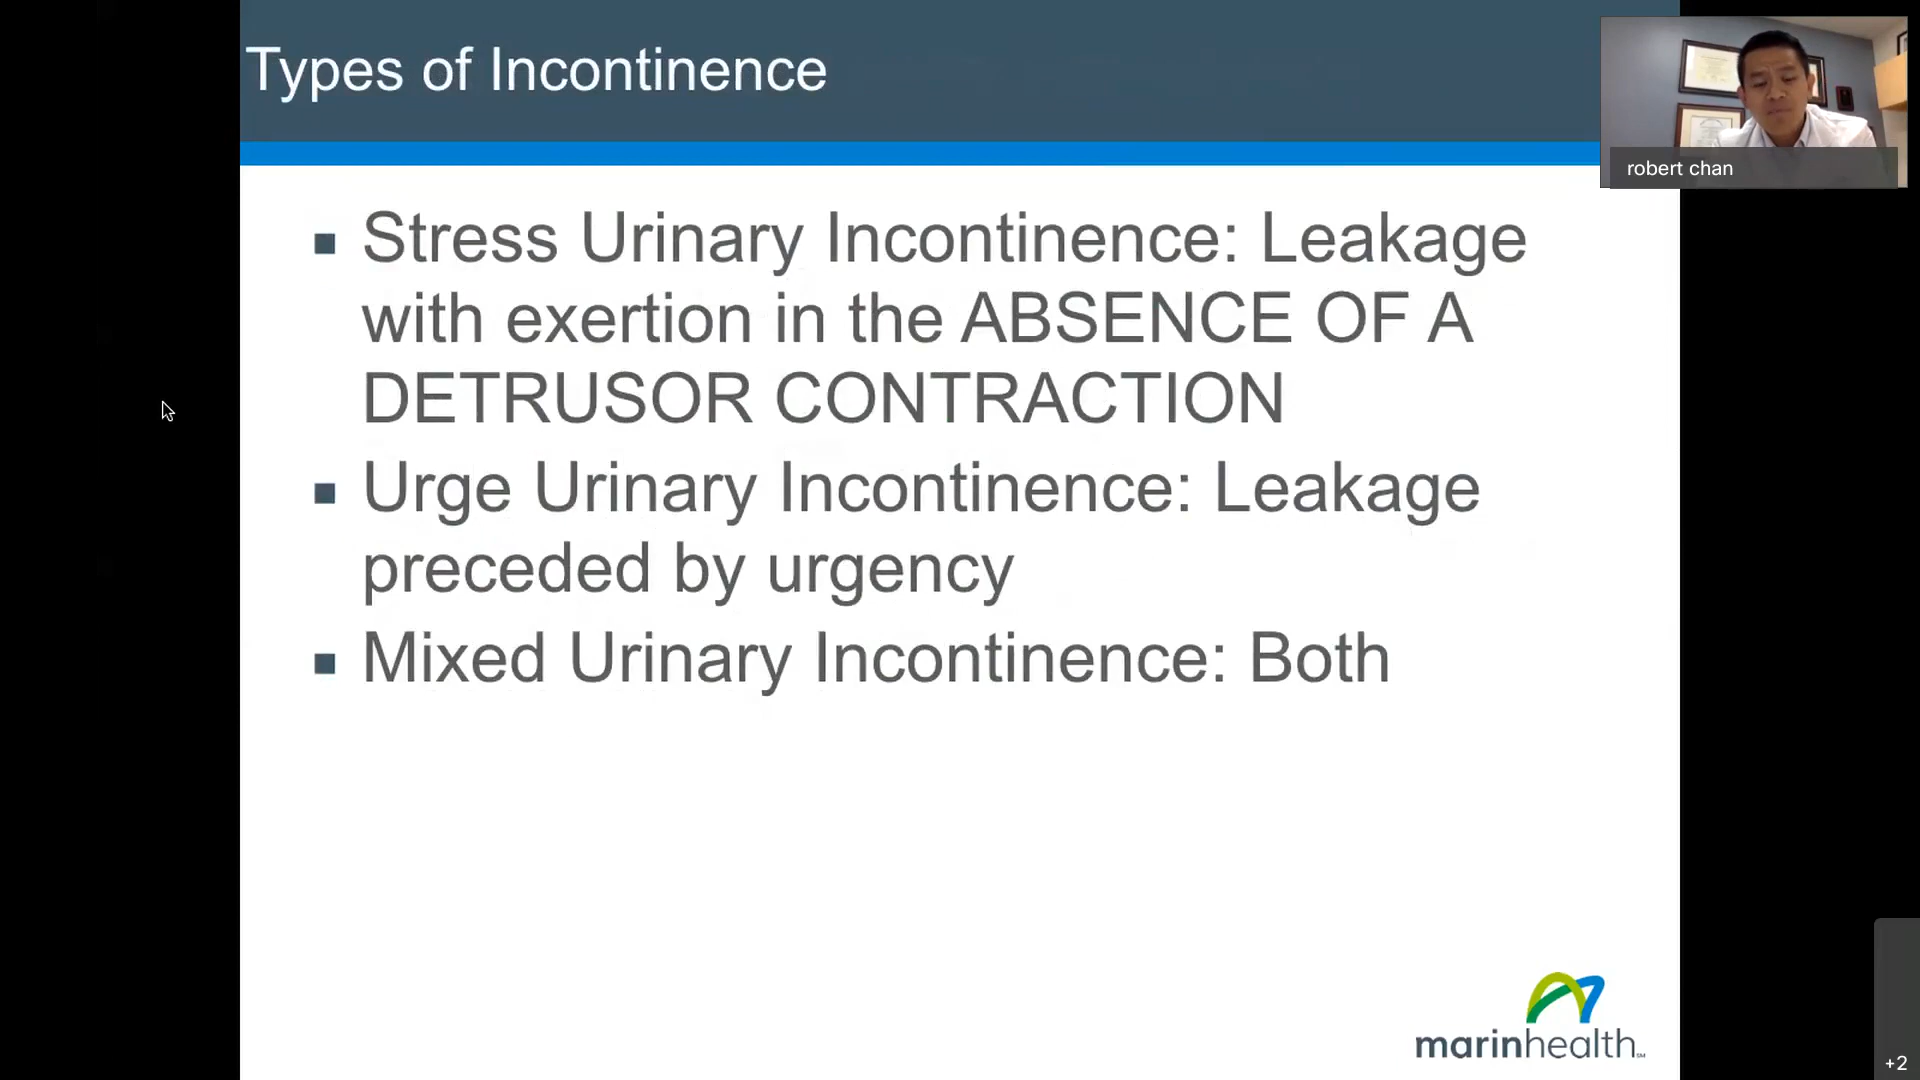 Types of Incontinence
robert chan
▪ Stress Urinary Incontinence: Leakage
with exertion in the ABSENCE OF A
DETRUSOR CONTRACTION
▪ Urge Urinary Incontinence: Leakage
preceded by urgency
▪ Mixed Urinary Incontinence: Both
marinhealth℠
+2